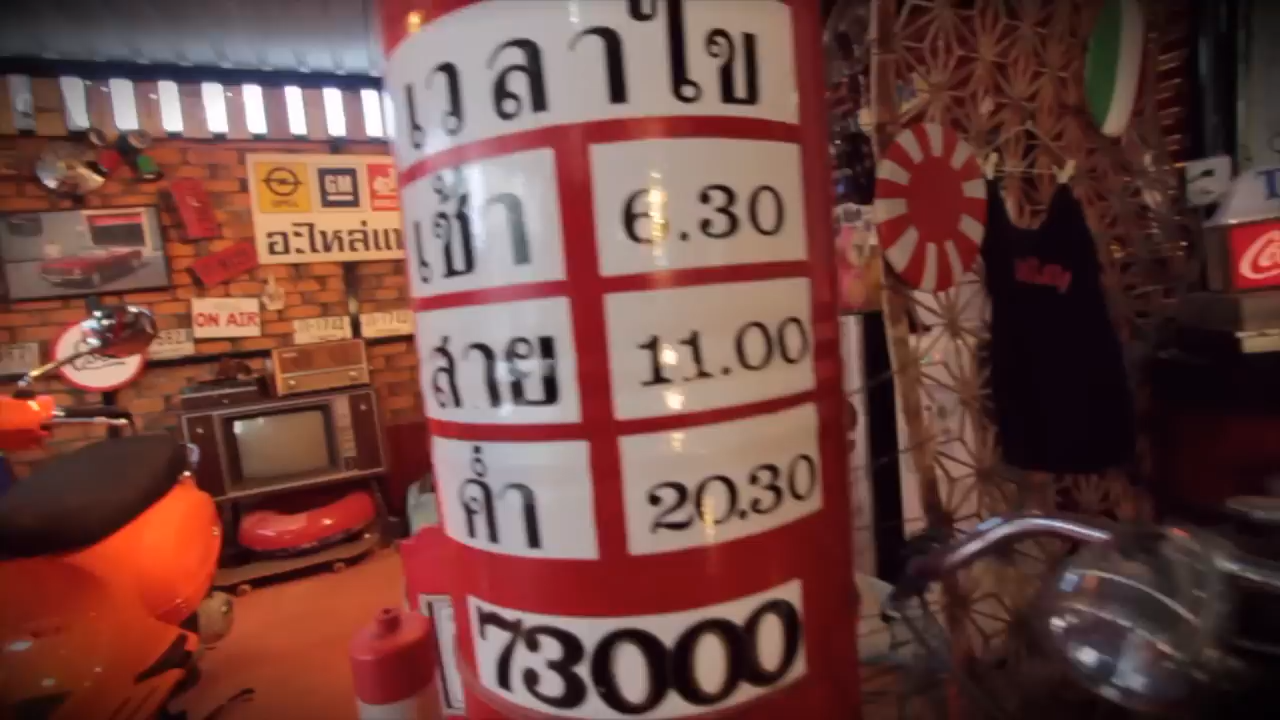 เวลาไข
เช้า 6.30
สาย 11.00
ค่ำ 20.30
73000
OPEL GM
อะไหล่แ
ON AIR